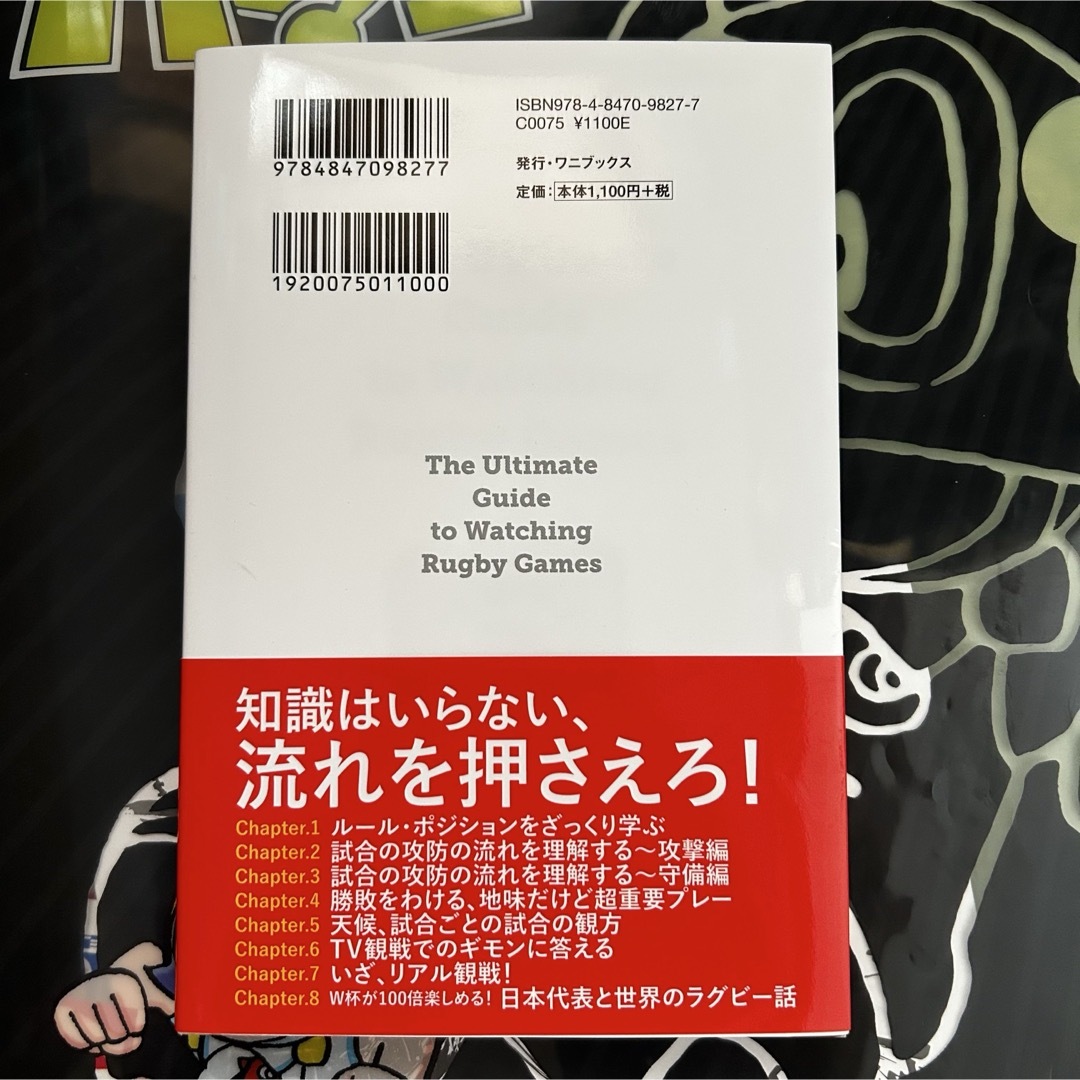 ISBN978-4-8470-9827-7
C0075 ¥1100E
9784847098277
発行・ワニブックス
定価：本体1,100円+税
1920075011000
The Ultimate
Guide
to Watching
Rugby Games
知識はいらない、
流れを押さえろ！
Chapter.1 ルール・ポジションをざっくり学ぶ
Chapter.2 試合の攻防の流れを理解する〜攻撃編
Chapter.3 試合の攻防の流れを理解する〜守備編
Chapter.4 勝敗をわける、地味だけど超重要プレー
Chapter.5 天候、試合ごとの試合の観方
Chapter.6 TV観戦でのギモンに答える
Chapter.7 いざ、リアル観戦！
Chapter.8 W杯が100倍楽しめる！ 日本代表と世界のラグビー話